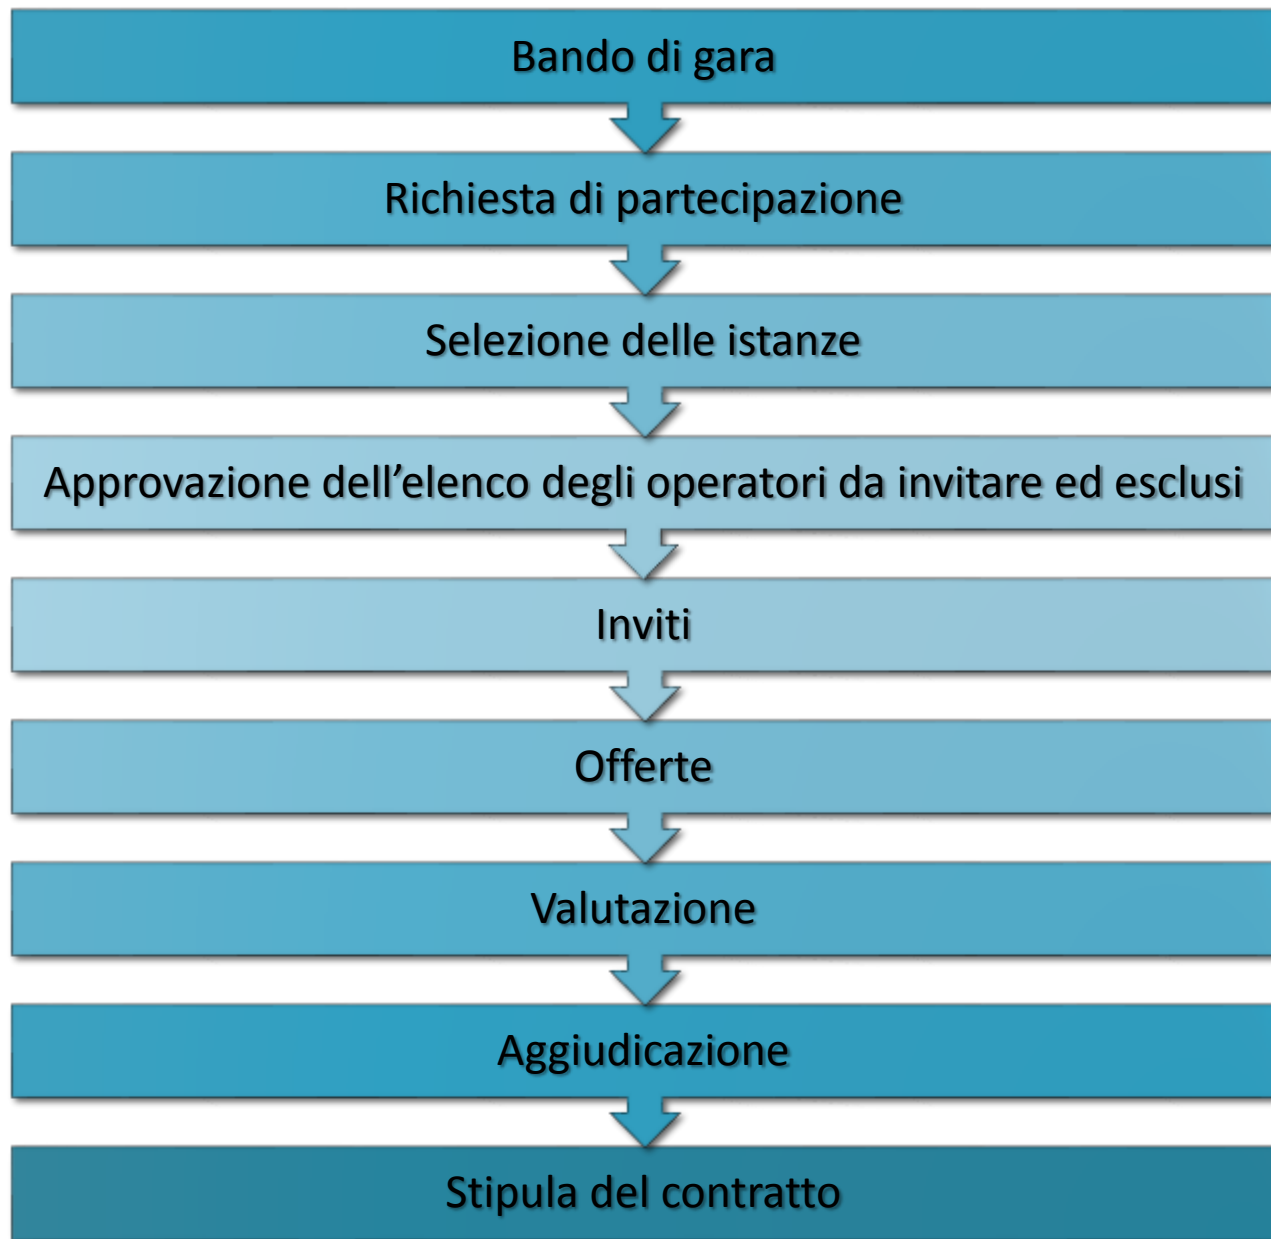 Bando di gara
Richiesta di partecipazione
Selezione delle istanze
Approvazione dell’elenco degli operatori da invitare ed esclusi
Inviti
Offerte
Valutazione
Aggiudicazione
Stipula del contratto